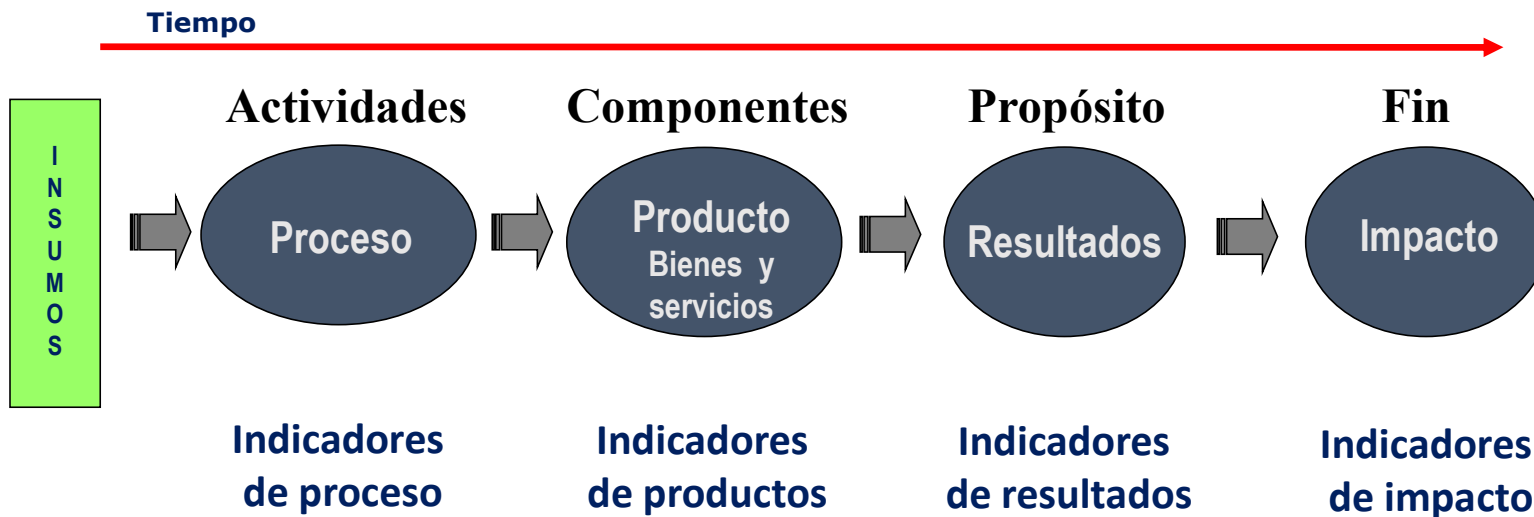 Tiempo
INSUMOS
Actividades
Componentes
Propósito
Fin
Proceso
Producto
Bienes y
servicios
Resultados
Impacto
Indicadores
de proceso
Indicadores
de productos
Indicadores
de resultados
Indicadores
de impacto